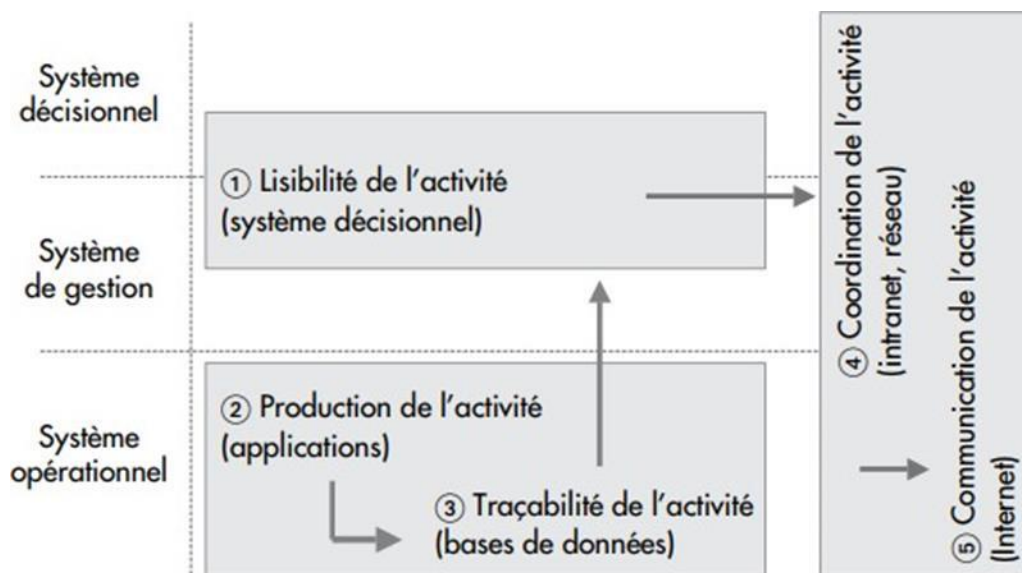 Système
décisionnel
Système
de gestion
Système
opérationnel
① Lisibilité de l'activité
(système décisionnel)
② Production de l'activité
(applications)
③ Traçabilité de l'activité
(bases de données)
④ Coordination de l'activité
(intranet, réseau)
⑤ Communication de l'activité
(Internet)